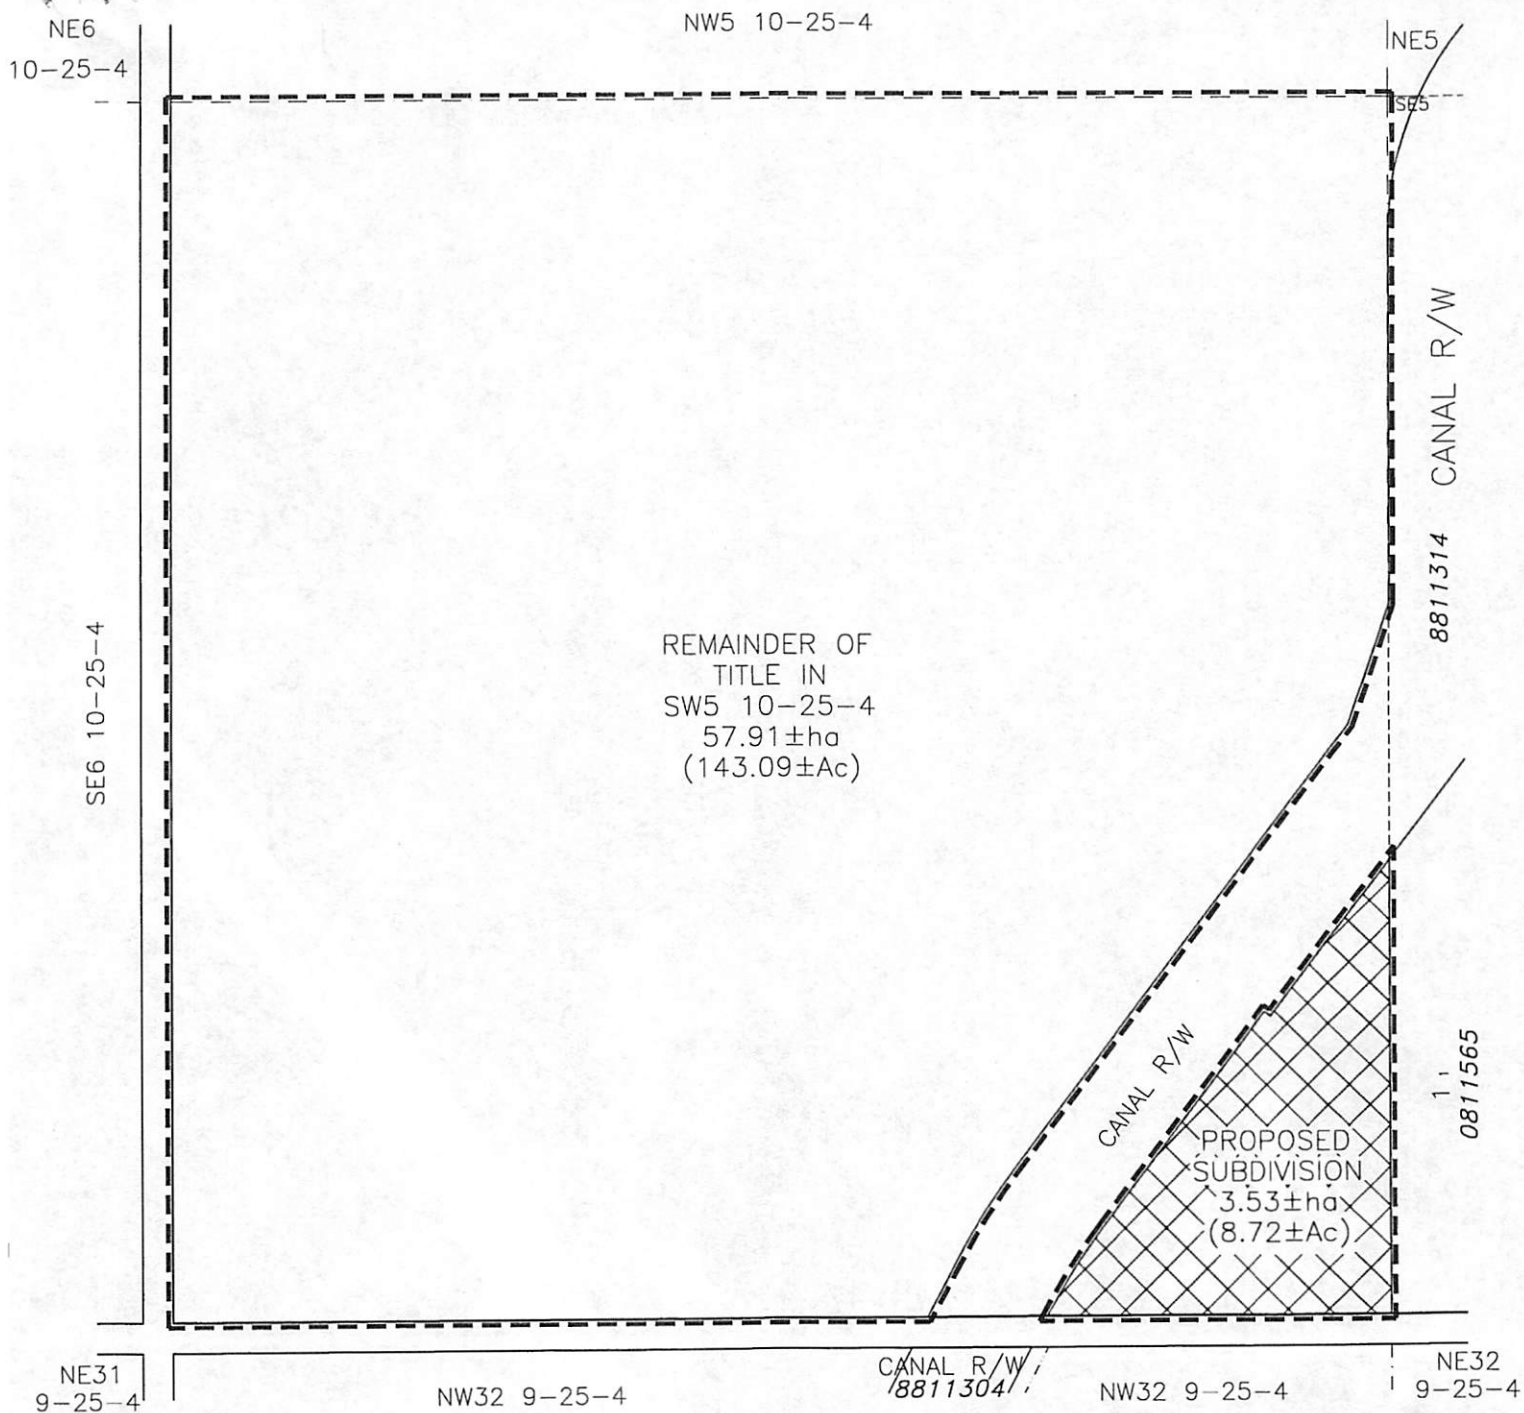 NE6
10-25-4
NW5 10-25-4
NE5
SE5
8811314 CANAL R/W
SE6 10-25-4
REMAINDER OF
TITLE IN
SW5 10-25-4
57.91±ha
(143.09±Ac)
CANAL R/W
PROPOSED
SUBDIVISION
3.53±ha
(8.72±Ac)
1
0811565
NE31
9-25-4
NW32 9-25-4
CANAL R/W
8811304
NW32 9-25-4
NE32
9-25-4